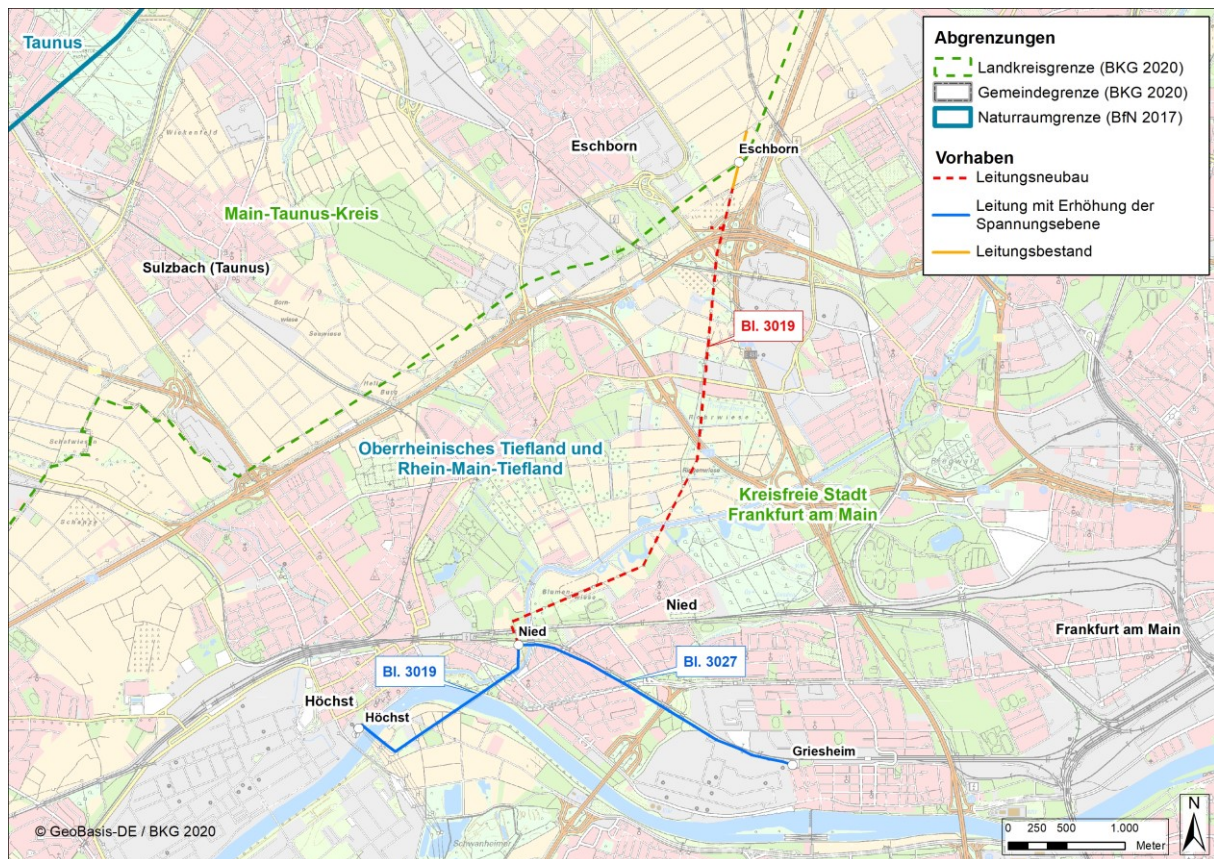 Taunus
Wickenfeld
Eschborn
Eschborn
Main-Taunus-Kreis
Sulzbach (Taunus)
Bl. 3019
Oberrheinisches Tiefland und
Rhein-Main-Tiefland
Kreisfreie Stadt
Frankfurt am Main
Nied
Nied
Frankfurt am Main
Bl. 3019
Bl. 3027
Höchst
Höchst
Griesheim
Schwanheimer
© GeoBasis-DE / BKG 2020
Abgrenzungen
Landkreisgrenze (BKG 2020)
Gemeindegrenze (BKG 2020)
Naturraumgrenze (BfN 2017)
Vorhaben
Leitungsneubau
Leitung mit Erhöhung der
Spannungsebene
Leitungsbestand
N
0 250 500 1.000
Meter